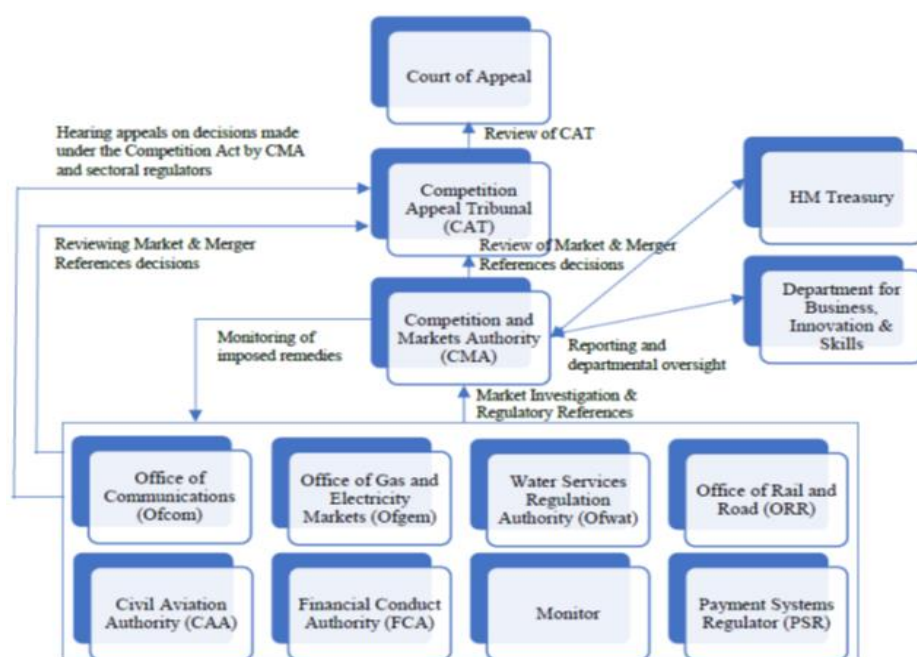 Court of Appeal
Hearing appeals on decisions made
under the Competition Act by CMA
and sectoral regulators
Review of CAT
Competition
Appeal Tribunal
(CAT)
HM Treasury
Reviewing Market & Merger
References decisions
Review of Market & Merger
References decisions
Competition and
Markets Authority
(CMA)
Department for
Business,
Innovation &
Skills
Monitoring of
imposed remedies
Reporting and
departmental oversight
Market Investigation &
Regulatory References
Office of
Communications
(Ofcom)
Office of Gas and
Electricity
Markets (Ofgem)
Water Services
Regulation
Authority (Ofwat)
Office of Rail and
Road (ORR)
Civil Aviation
Authority (CAA)
Financial Conduct
Authority (FCA)
Monitor
Payment Systems
Regulator (PSR)